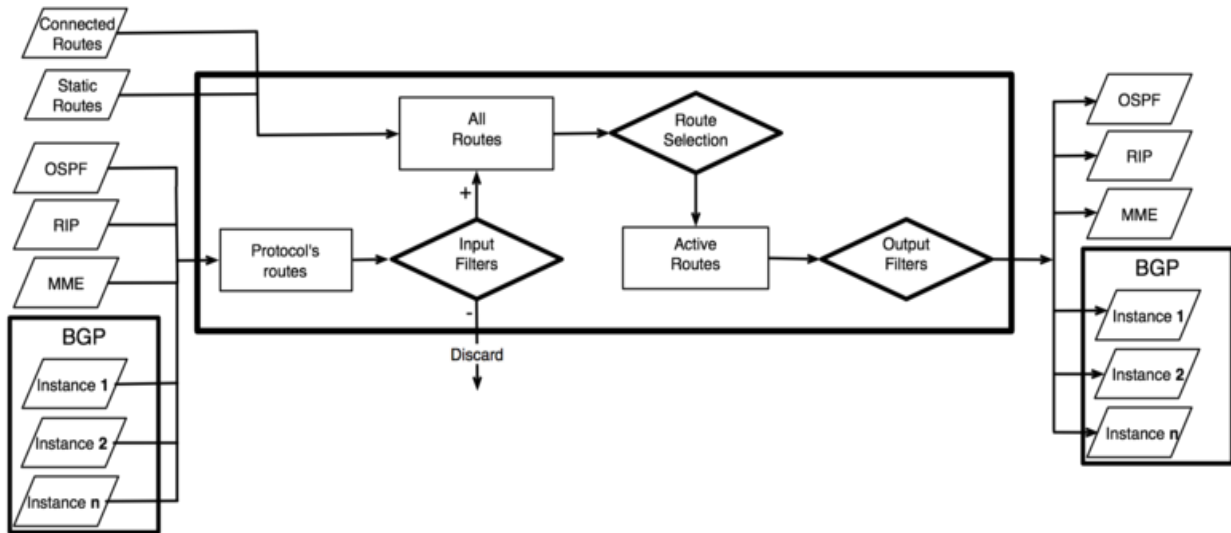 Connected
Routes
Static
Routes
OSPF
RIP
MME
BGP
Instance 1
Instance 2
Instance n
All
Routes
Route
Selection
+
Protocol's
routes
Input
Filters
-
Discard
Active
Routes
Output
Filters
OSPF
RIP
MME
BGP
Instance 1
Instance 2
Instance n